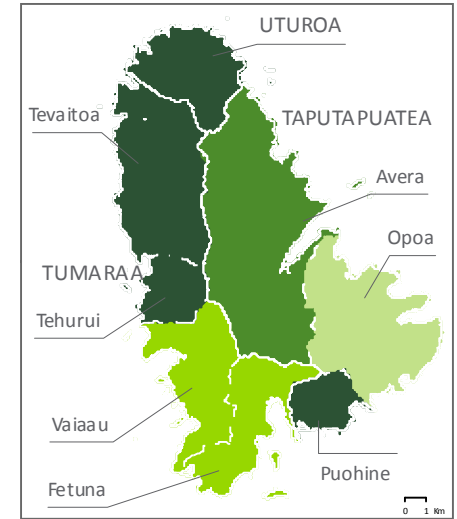 UTUROA
Tevaitoa
TAPUTAPUATEA
Avera
Opoa
TUMARAA
Tehurui
Vaiaau
Puohine
Fetuna
0 1 Km